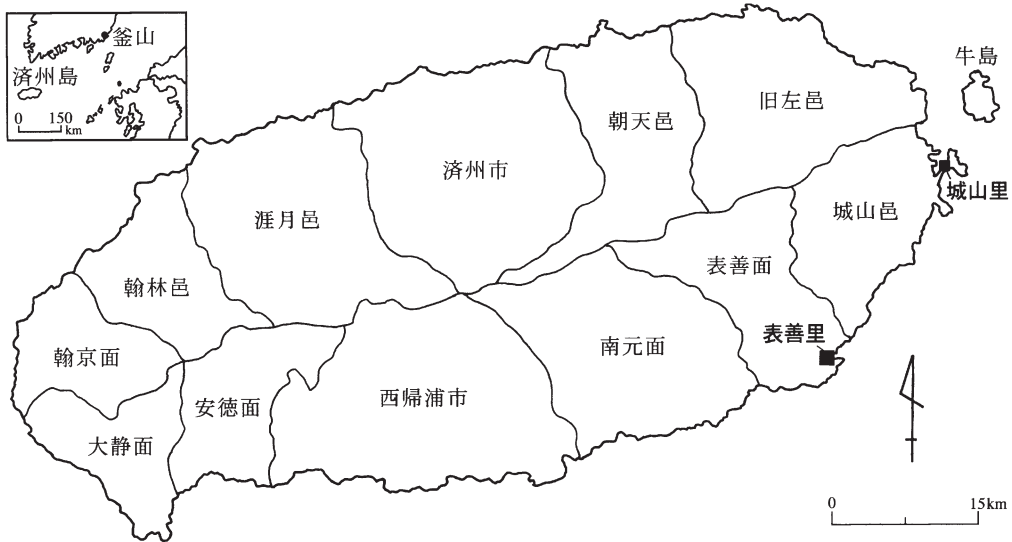 釜山
済州島
0 150
km
牛島
旧左邑
朝天邑
済州市
城山里
城山邑
涯月邑
表善面
翰林邑
表善里
南元面
翰京面
西帰浦市
安徳面
大静面
0 15km